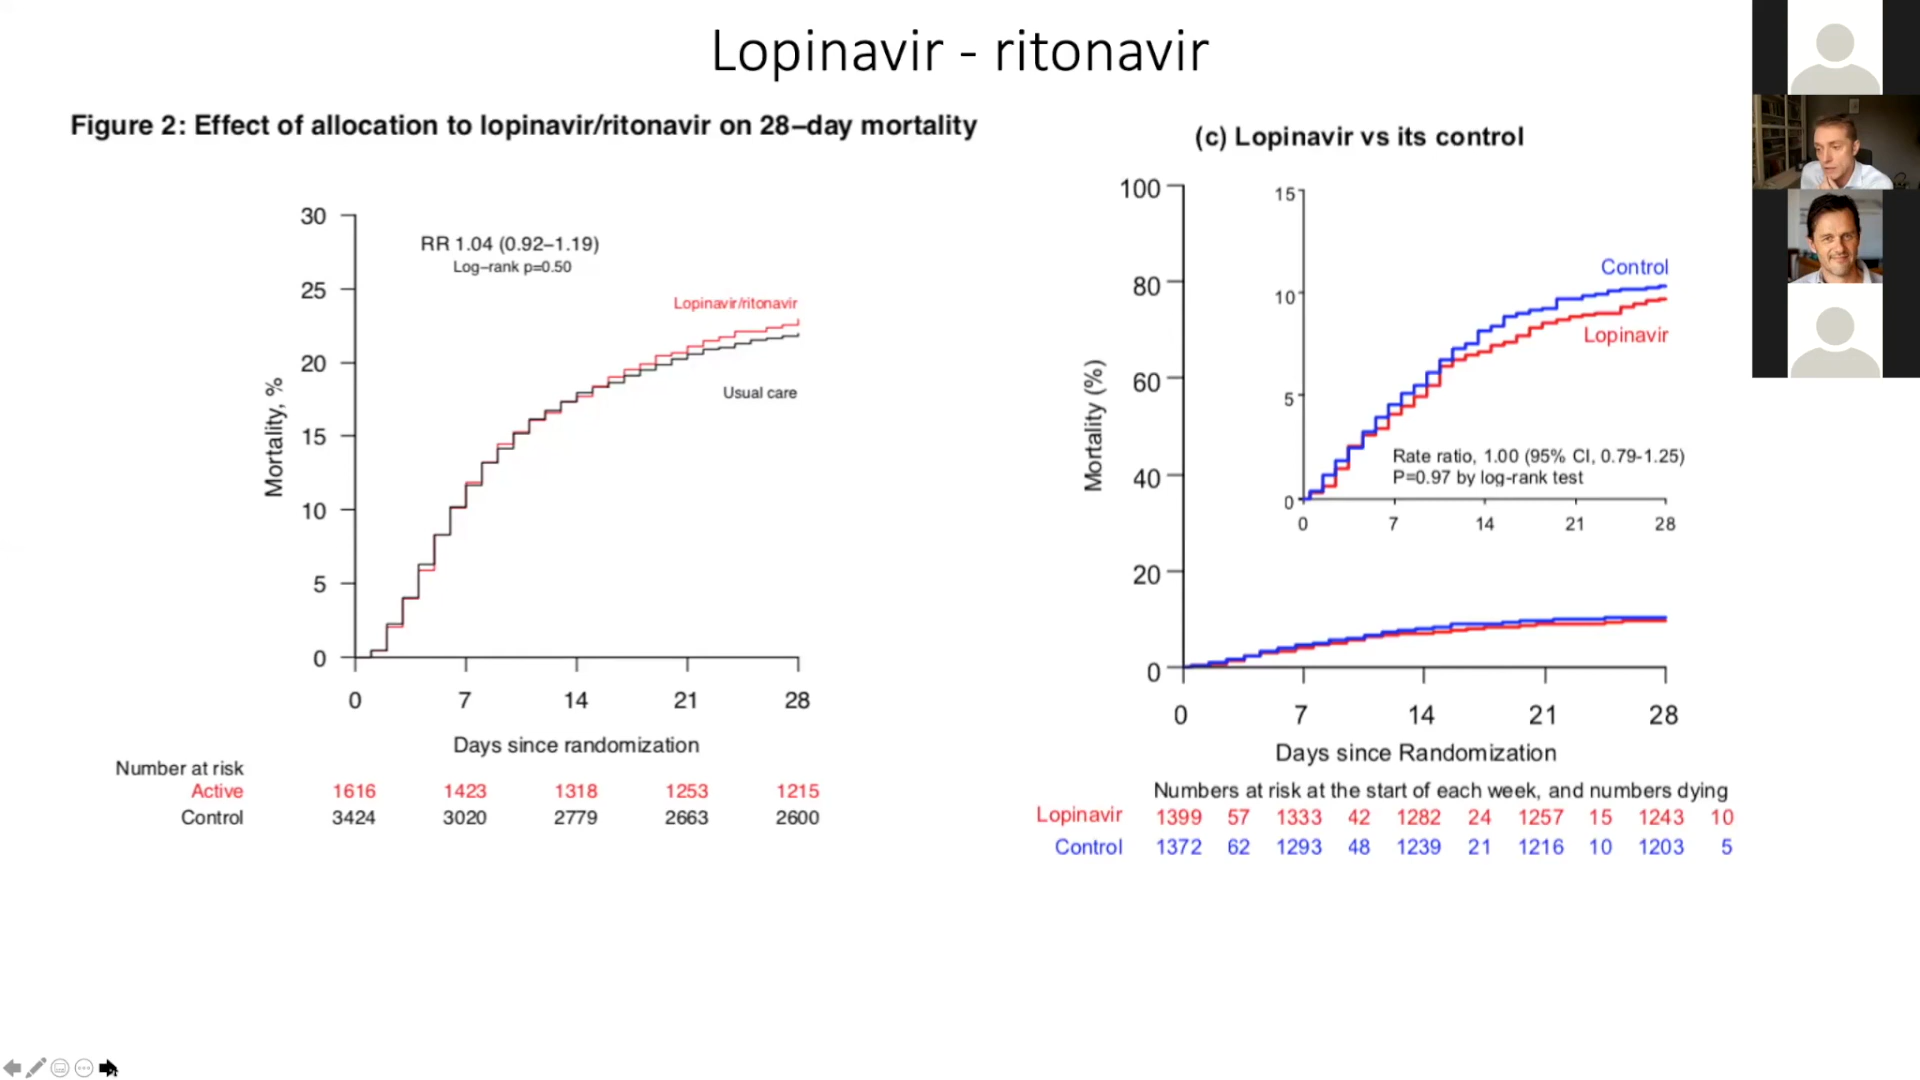 Lopinavir - ritonavir
Figure 2: Effect of allocation to lopinavir/ritonavir on 28–day mortality
30
25
20
15
10
5
0
Mortality, %
RR 1.04 (0.92–1.19)
Log–rank p=0.50
Lopinavir/ritonavir
Usual care
0 7 14 21 28
Days since randomization
Number at risk
Active 1616 1423 1318 1253 1215
Control 3424 3020 2779 2663 2600
(c) Lopinavir vs its control
100
80
60
40
20
0
Mortality (%)
15
10
5
0
Control
Lopinavir
Rate ratio, 1.00 (95% CI, 0.79-1.25)
P=0.97 by log-rank test
0 7 14 21 28
0 7 14 21 28
Days since Randomization
Numbers at risk at the start of each week, and numbers dying
Lopinavir 1399 57 1333 42 1282 24 1257 15 1243 10
Control 1372 62 1293 48 1239 21 1216 10 1203 5